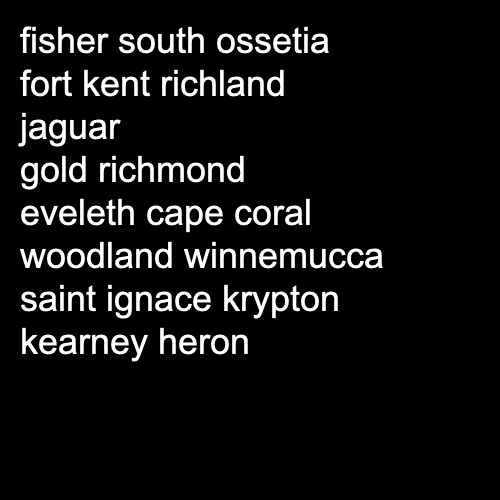 fisher south ossetia
fort kent richland
jaguar
gold richmond
eveleth cape coral
woodland winnemucca
saint ignace krypton
kearney heron